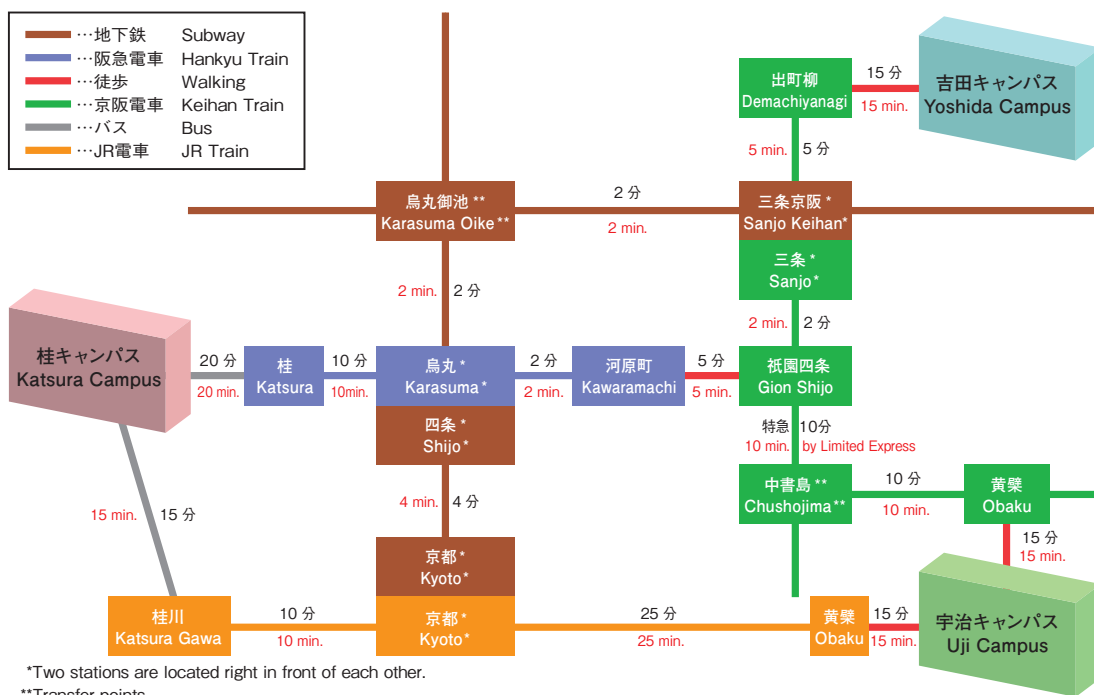 …地下鉄 Subway
…阪急電車 Hankyu Train
…徒歩 Walking
…京阪電車 Keihan Train
…バス Bus
…JR電車 JR Train
出町柳
Demachiyanagi
15 分
15 min.
吉田キャンパス
Yoshida Campus
5 min.
5 分
烏丸御池 **
Karasuma Oike **
2 分
2 min.
三条京阪 *
Sanjo Keihan*
三条 *
Sanjo *
2 min.
2 分
2 min.
2 分
桂キャンパス
Katsura Campus
20 分
20 min.
桂
Katsura
10 分
10min.
烏丸 *
Karasuma *
2 分
2 min.
河原町
Kawaramachi
5 分
5 min.
祇園四条
Gion Shijo
四条 *
Shijo *
特急 10分
10 min. by Limited Express
4 min.
4 分
中書島 **
Chushojima **
10 分
10 min.
黄檗
Obaku
15 min.
15 分
15 分
15 min.
京都 *
Kyoto *
桂川
Katsura Gawa
10 分
10 min.
京都 *
Kyoto *
25 分
25 min.
黄檗
Obaku
15 分
15 min.
宇治キャンパス
Uji Campus
*Two stations are located right in front of each other.
**Transfer points